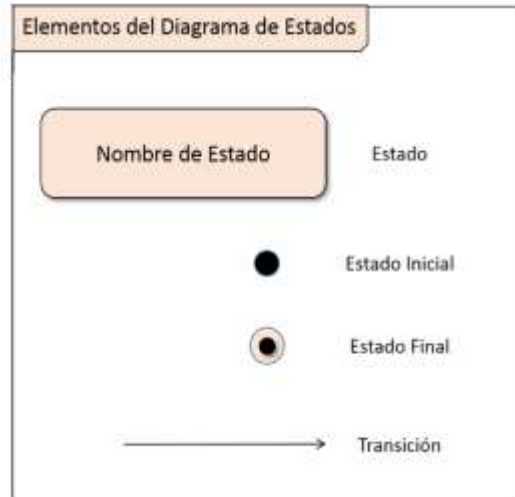 Elementos del Diagrama de Estados
Nombre de Estado
Estado
Estado Inicial
Estado Final
Transición